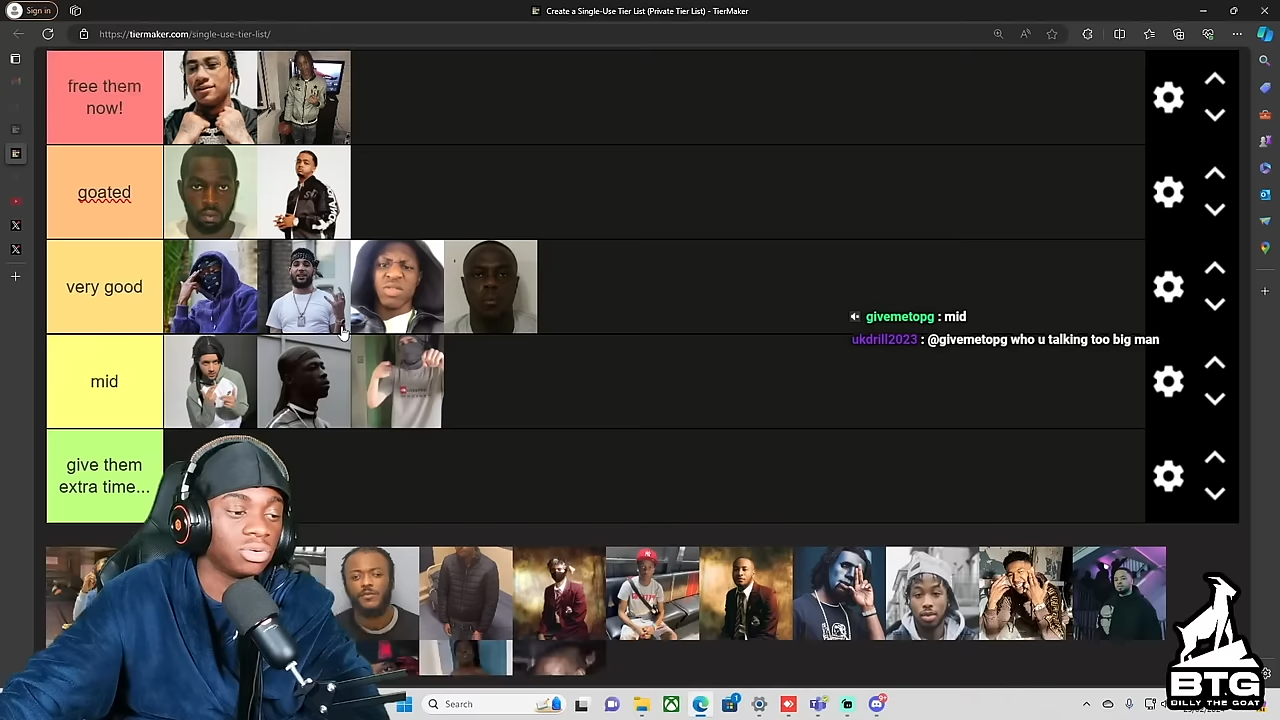 Sign in
Create a Single-Use Tier List (Private Tier List) - TierMaker
https://tiermaker.com/single-use-tier-list/
free them
now!
goated
very good
givemetopg : mid
ukdrill2023 : @givemetopg who u talking too big man
mid
give them
extra time...
BTG
BILLY THE GOAT
Search